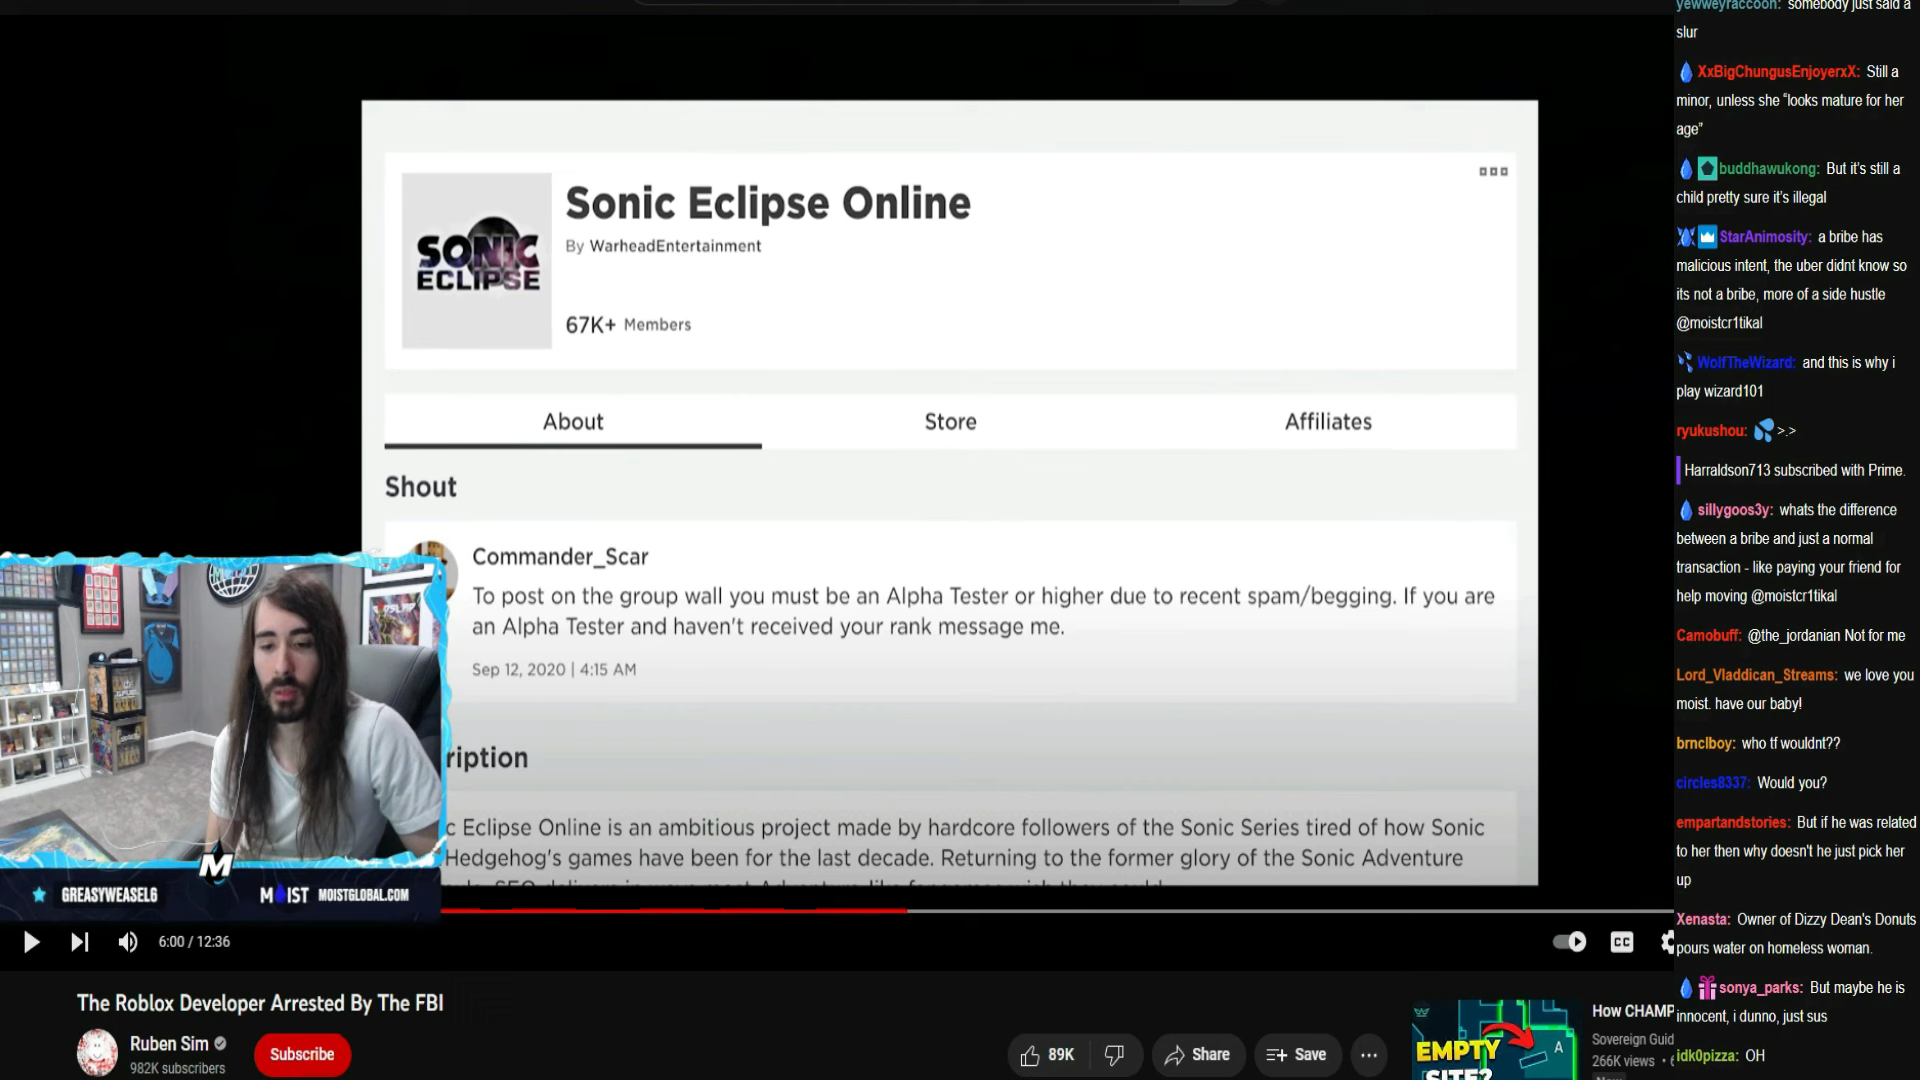 Sonic Eclipse Online
By WarheadEntertainment
67K+ Members
SONIC
ECLIPSE
About
Store
Affiliates
Shout
Commander_Scar
To post on the group wall you must be an Alpha Tester or higher due to recent spam/begging. If you are
an Alpha Tester and haven't received your rank message me.
Sep 12, 2020 | 4:15 AM
ription
c Eclipse Online is an ambitious project made by hardcore followers of the Sonic Series tired of how Sonic
Hedgehog's games have been for the last decade. Returning to the former glory of the Sonic Adventure
M
GREASYWEASEL6
MOIST MOISTGLOBAL.COM
6:00 / 12:36
CC
The Roblox Developer Arrested By The FBI
Ruben Sim
982K subscribers
Subscribe
89K
Share
Save
EMPTY
SITE?
A
How CHAMP
Sovereign Guid
266K views
yewweyraccoon: somebody just said a
slur
XxBigChungusEnjoyerxX: Still a
minor, unless she “looks mature for her
age”
buddhawukong: But it’s still a
child pretty sure it’s illegal
StarAnimosity: a bribe has
malicious intent, the uber didnt know so
its not a bribe, more of a side hustle
@moistcr1tikal
WolfTheWizard: and this is why i
play wizard101
ryukushou: >.>
Harraldson713 subscribed with Prime.
sillygoos3y: whats the difference
between a bribe and just a normal
transaction - like paying your friend for
help moving @moistcr1tikal
Camobuff: @the_jordanian Not for me
Lord_Vladdican_Streams: we love you
moist. have our baby!
brnclboy: who tf wouldnt??
circles8337: Would you?
empartandstories: But if he was related
to her then why doesn't he just pick her
up
Xenasta: Owner of Dizzy Dean's Donuts
pours water on homeless woman.
sonya_parks: But maybe he is
innocent, i dunno, just sus
idk0pizza: OH